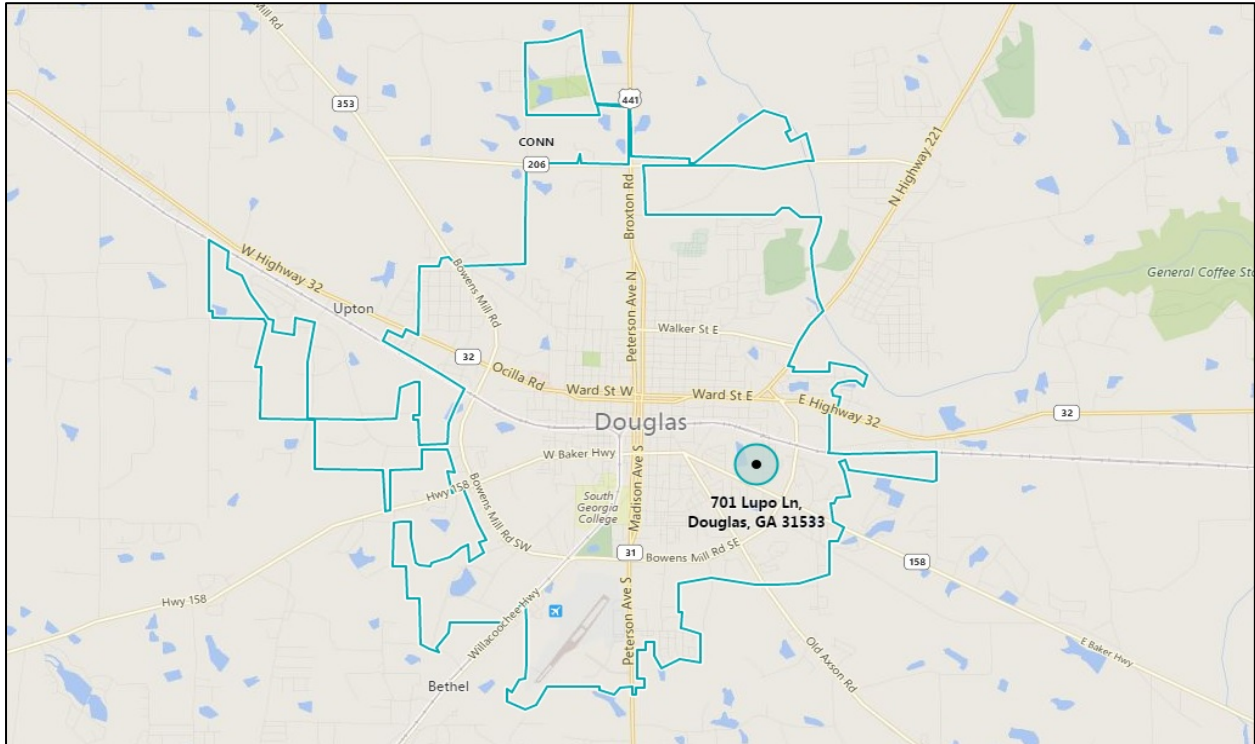 Mill Rd
353
441
CONN
206
N Highway 221
Broxton Rd
W Highway 32
Bowens Mill Rd
General Coffee Sta
Upton
Peterson Ave N
Walker St E
32
Ocilla Rd
Ward St W
Ward St E
E Highway 32
32
Douglas
W Baker Hwy
Hwy 158
Bowens Mill Rd SW
South
Georgia
College
Madison Ave S
701 Lupo Ln,
Douglas, GA 31533
31
Bowens Mill Rd SE
158
Hwy 158
Willacoochee Hwy
Peterson Ave S
Old Axson Rd
E Baker Hwy
Bethel